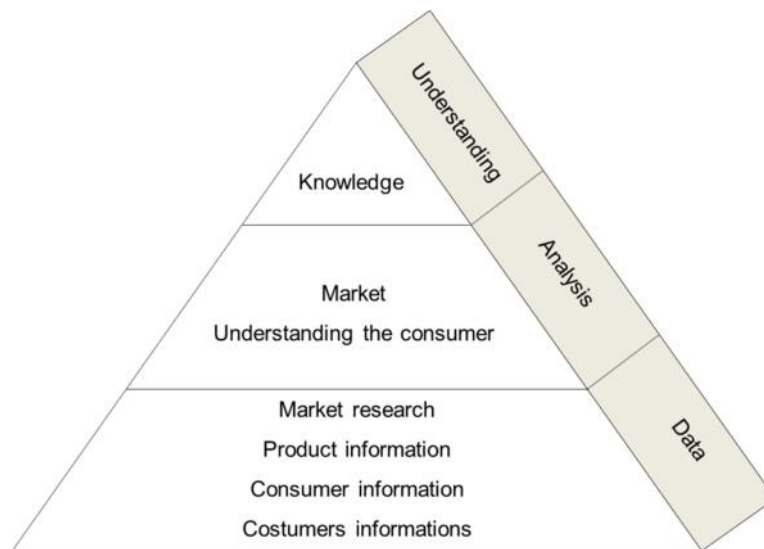 Understanding
Knowledge
Analysis
Market
Understanding the consumer
Market research
Data
Product information
Consumer information
Costumers informations